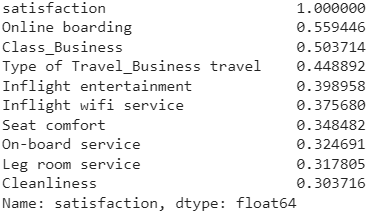 satisfaction 1.000000
Online boarding 0.559446
Class_Business 0.503714
Type of Travel_Business travel 0.448892
Inflight entertainment 0.398958
Inflight wifi service 0.375680
Seat comfort 0.348482
On-board service 0.324691
Leg room service 0.317805
Cleanliness 0.303716
Name: satisfaction, dtype: float64